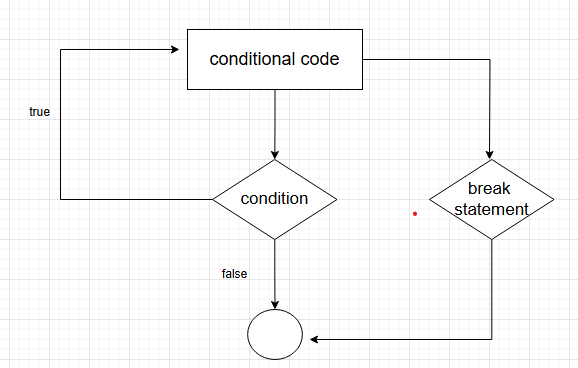 conditional code
true
condition
break
statement
false